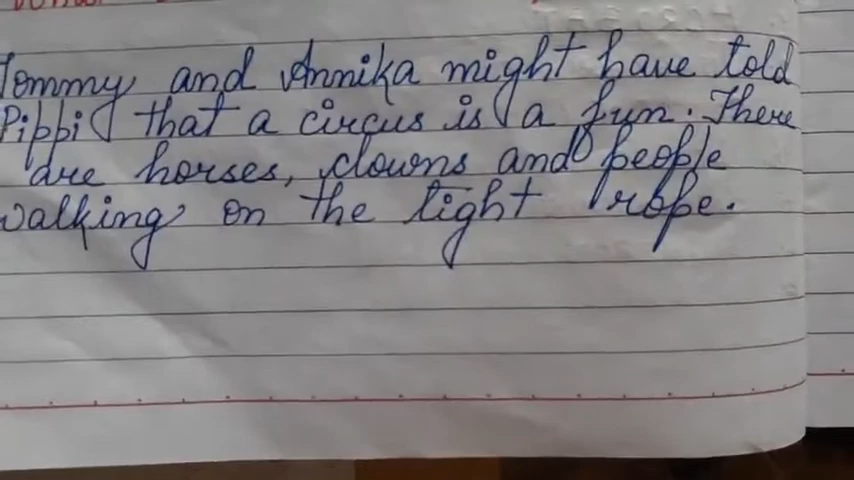 Tommy and Annika might have told
Pippi that a circus is a fun. There
are horses, clowns and people
walking on the tight rope.